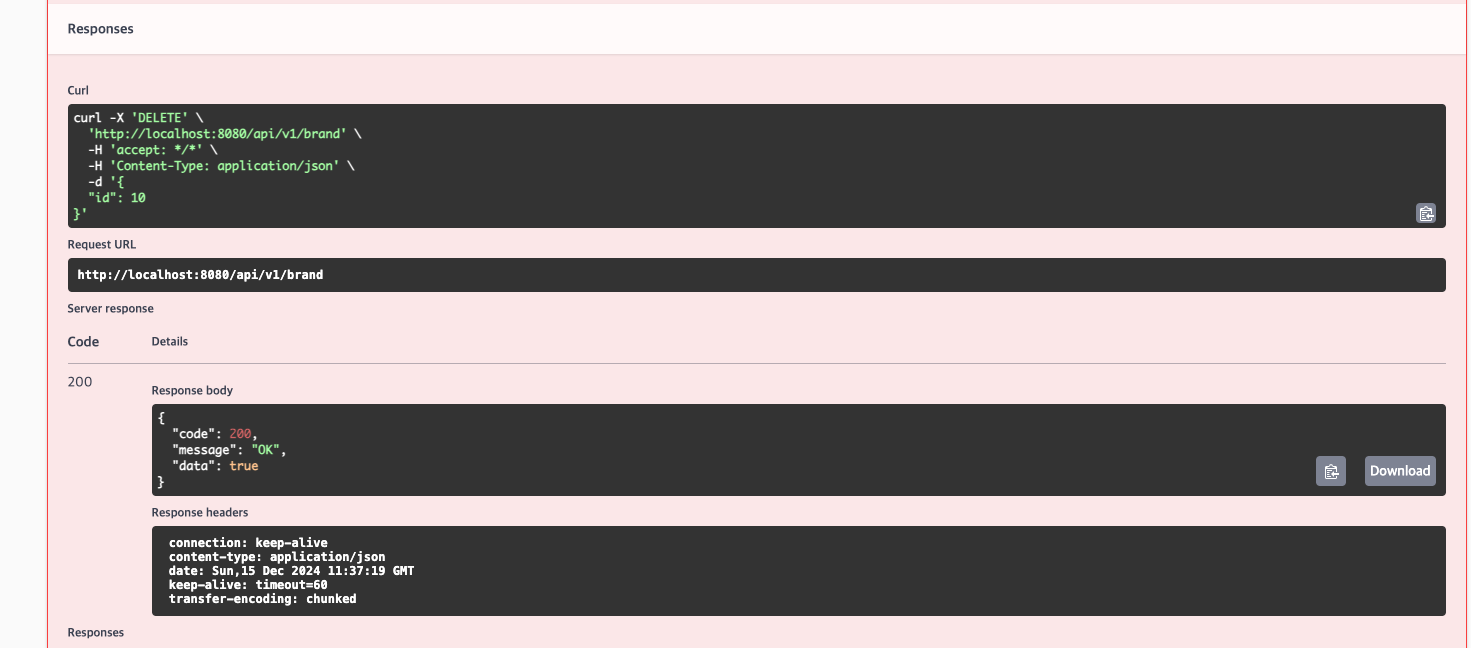 Responses
Curl
curl -X 'DELETE' \
  'http://localhost:8080/api/v1/brand' \
  -H 'accept: */*' \
  -H 'Content-Type: application/json' \
  -d '{
  "id": 10
}'
Request URL
http://localhost:8080/api/v1/brand
Server response
Code Details
200
Response body
{
  "code": 200,
  "message": "OK",
  "data": true
}
Download
Response headers
connection: keep-alive
content-type: application/json
date: Sun,15 Dec 2024 11:37:19 GMT
keep-alive: timeout=60
transfer-encoding: chunked
Responses